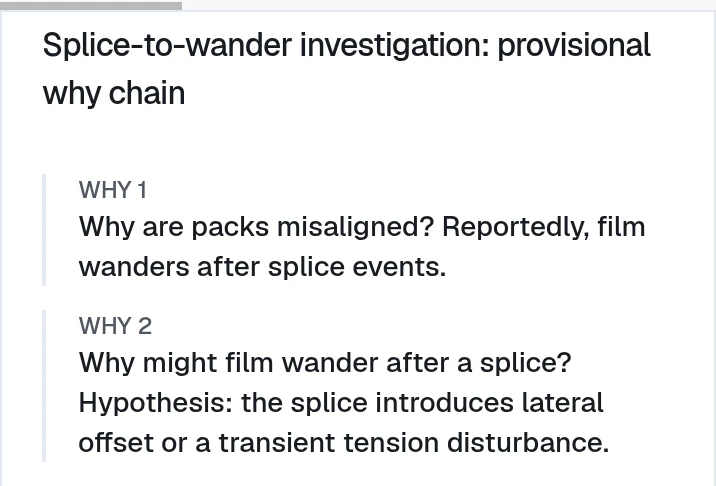 Splice-to-wander investigation: provisional
why chain
WHY 1
Why are packs misaligned? Reportedly, film
wanders after splice events.
WHY 2
Why might film wander after a splice?
Hypothesis: the splice introduces lateral
offset or a transient tension disturbance.